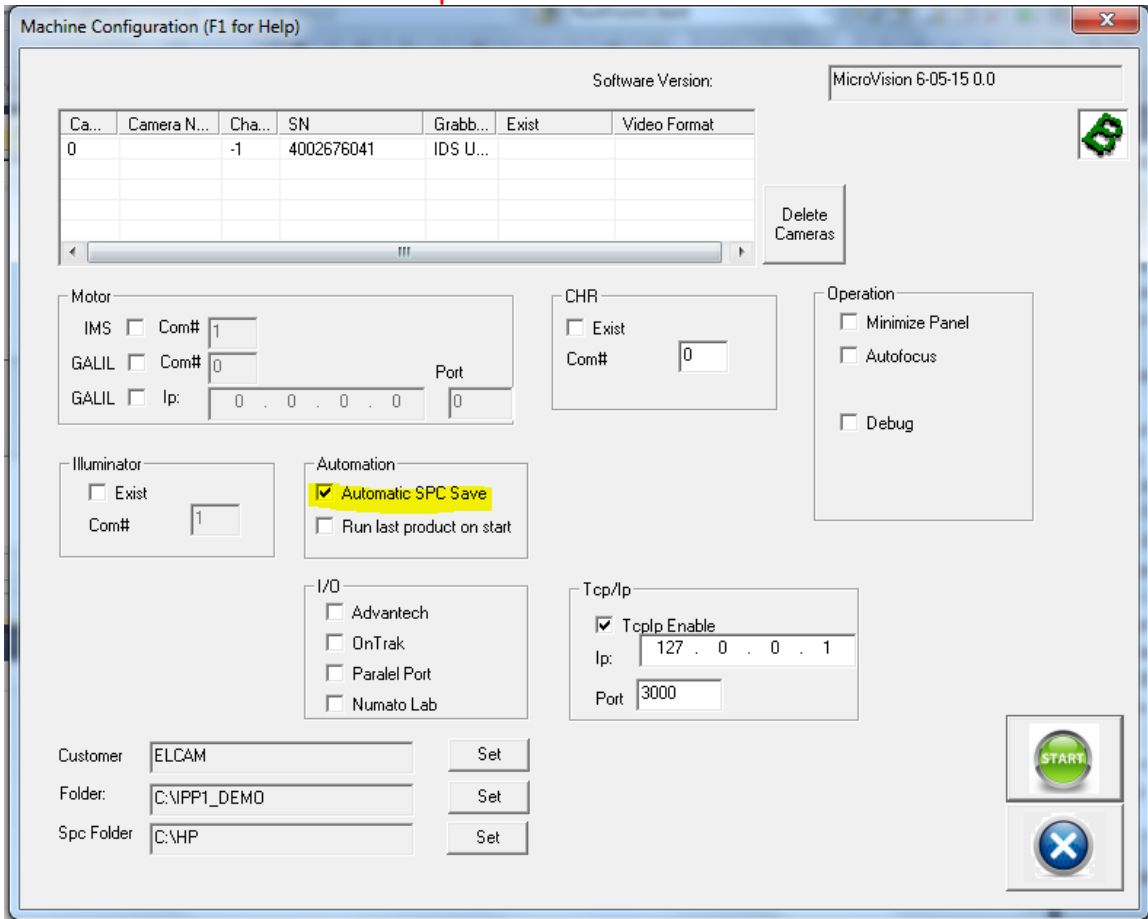 Machine Configuration (F1 for Help)
Software Version: MicroVision 6-05-15 0.0
Ca... Camera N... Cha... SN Grabb... Exist Video Format
0 -1 4002676041 IDS U...
Delete
Cameras
Motor
IMS Com# 1
GALIL Com# 0
Port
GALIL Ip: 0 . 0 . 0 . 0 0
CHR
Exist
Com# 0
Operation
Minimize Panel
Autofocus
Debug
Illuminator
Exist
Com# 1
Automation
Automatic SPC Save
Run last product on start
I/O
Advantech
OnTrak
Paralel Port
Numato Lab
Tcp/Ip
TcpIp Enable
Ip: 127 . 0 . 0 . 1
Port 3000
Customer ELCAM Set
Folder: C:\IPP1_DEMO Set
Spc Folder C:\HP Set
START